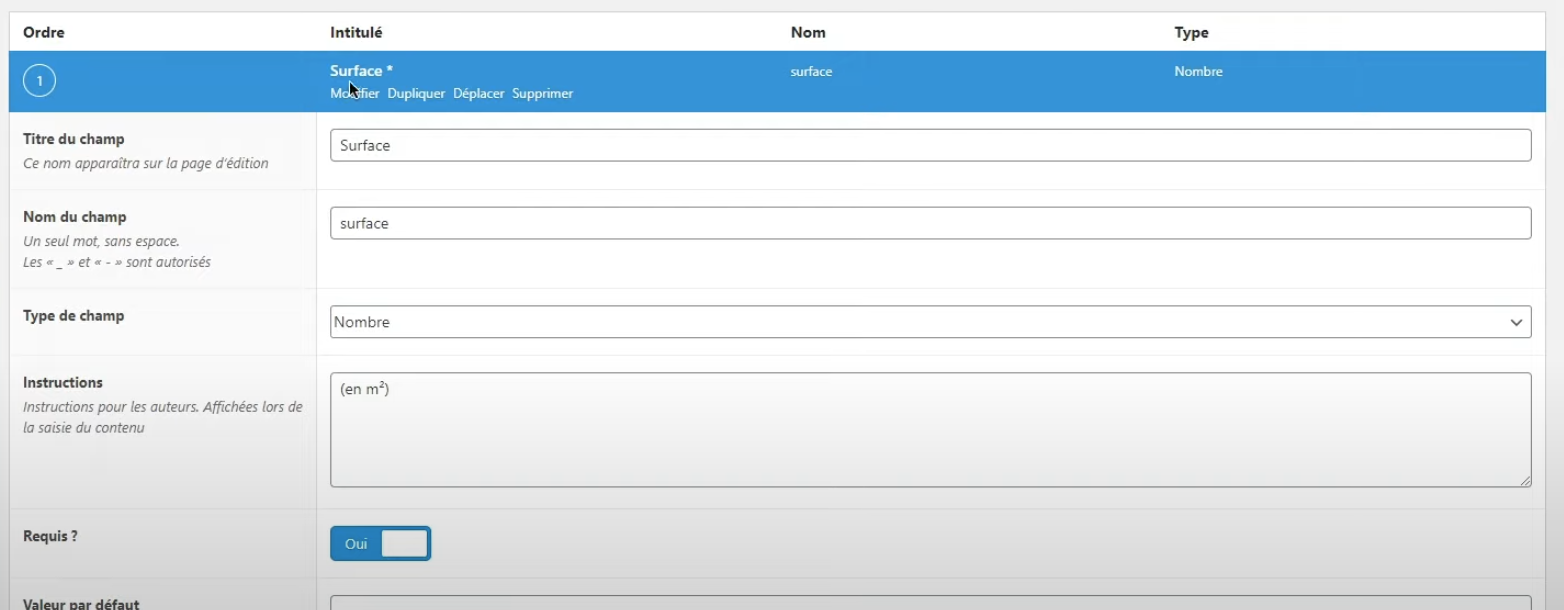 Ordre Intitulé Nom Type
1 Surface * surface Nombre
Modifier Dupliquer Déplacer Supprimer
Titre du champ
Ce nom apparaîtra sur la page d'édition
Surface
Nom du champ
Un seul mot, sans espace.
Les « _ » et « - » sont autorisés
surface
Type de champ
Nombre
Instructions
Instructions pour les auteurs. Affichées lors de
la saisie du contenu
(en m²)
Requis ?
Oui
Valeur par défaut